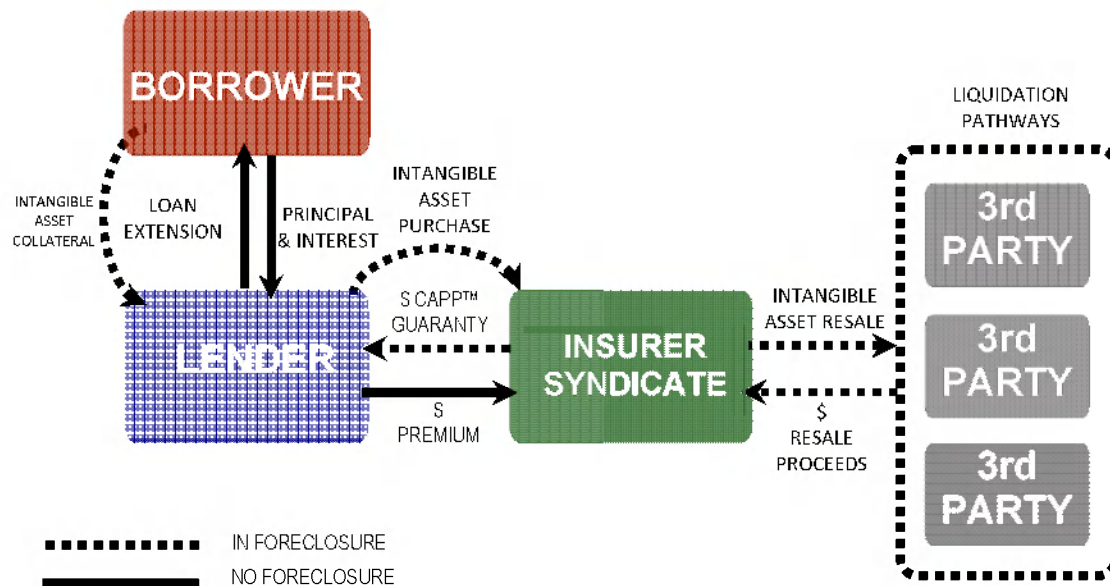 BORROWER
INTANGIBLE
ASSET
COLLATERAL
LOAN
EXTENSION
PRINCIPAL
& INTEREST
INTANGIBLE
ASSET
PURCHASE
LENDER
S CAPP™
GUARANTY
S
PREMIUM
INSURER
SYNDICATE
INTANGIBLE
ASSET RESALE
$
RESALE
PROCEEDS
LIQUIDATION
PATHWAYS
3rd
PARTY
3rd
PARTY
3rd
PARTY
IN FORECLOSURE
NO FORECLOSURE